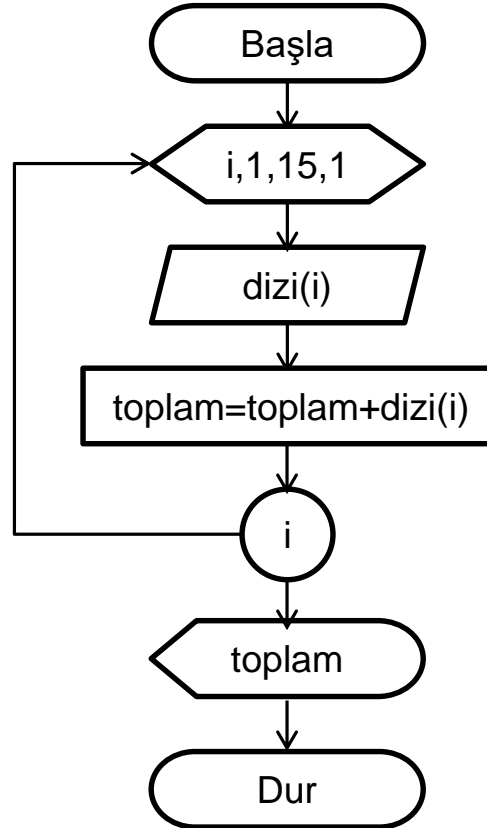 Başla
i,1,15,1
dizi(i)
toplam=toplam+dizi(i)
i
toplam
Dur